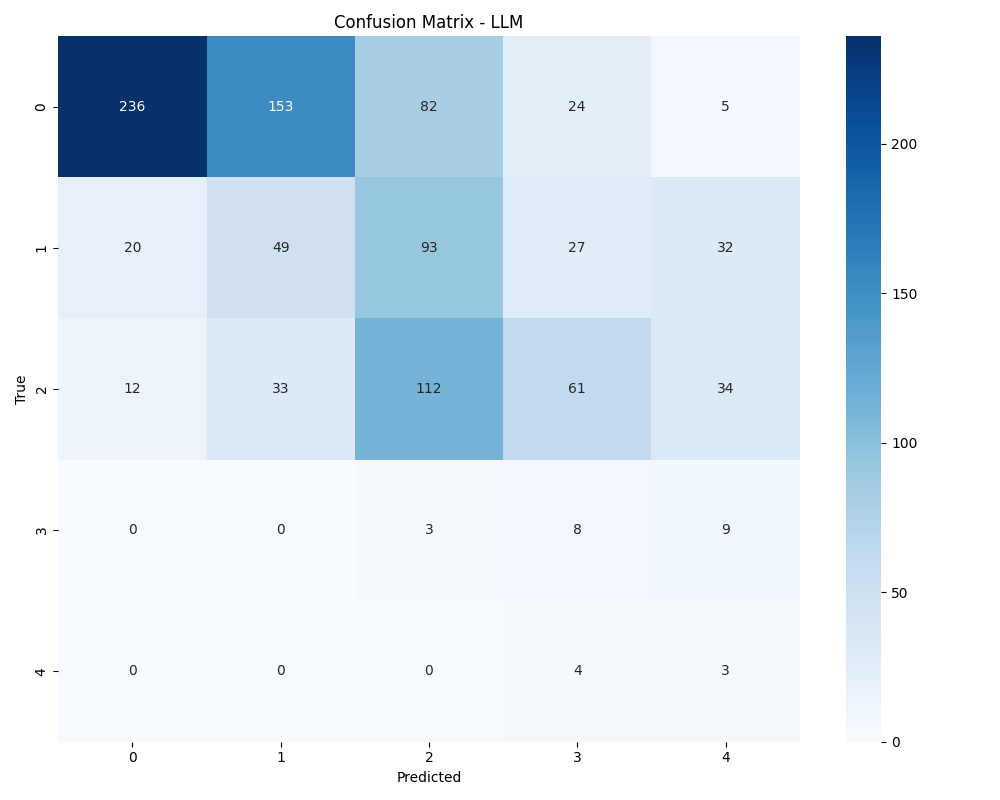 Confusion Matrix - LLM
0 236 153 82 24 5
1 20 49 93 27 32
2 12 33 112 61 34
3 0 0 3 8 9
4 0 0 0 4 3
0 1 2 3 4
Predicted
True
200
150
100
50
0